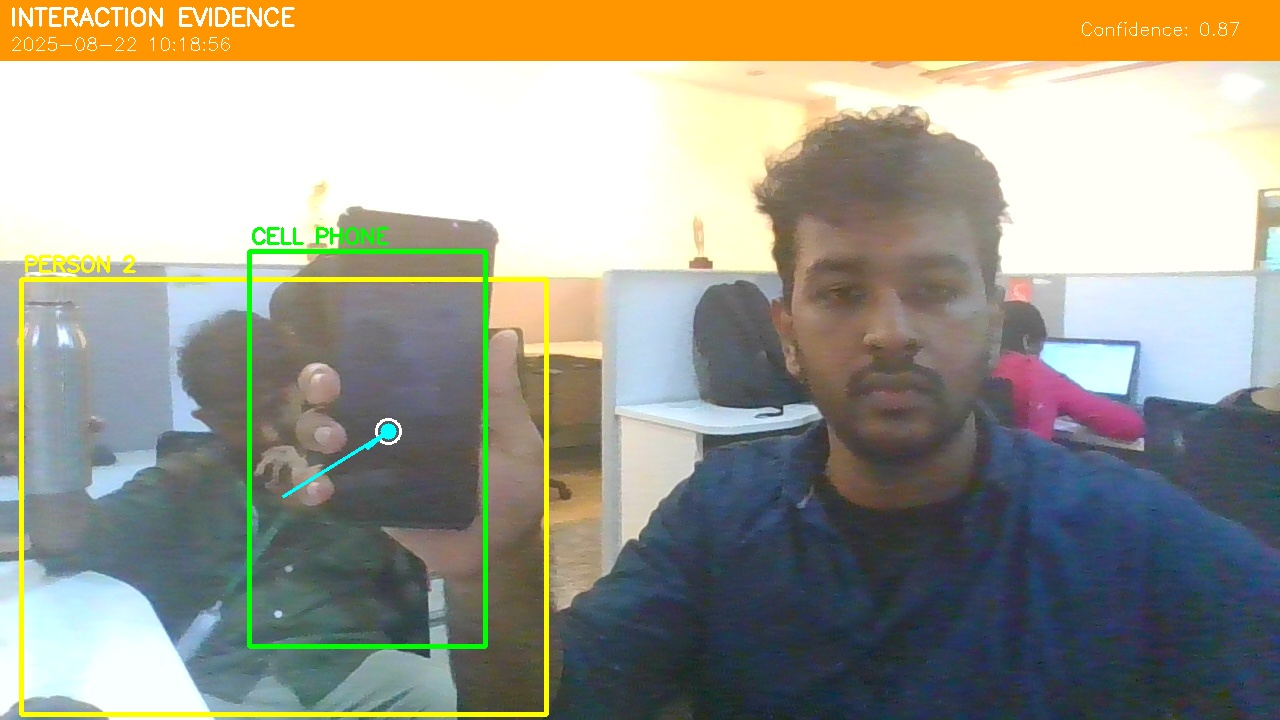 INTERACTION EVIDENCE
2025-08-22 10:18:56
Confidence: 0.87
CELL PHONE
PERSON 2